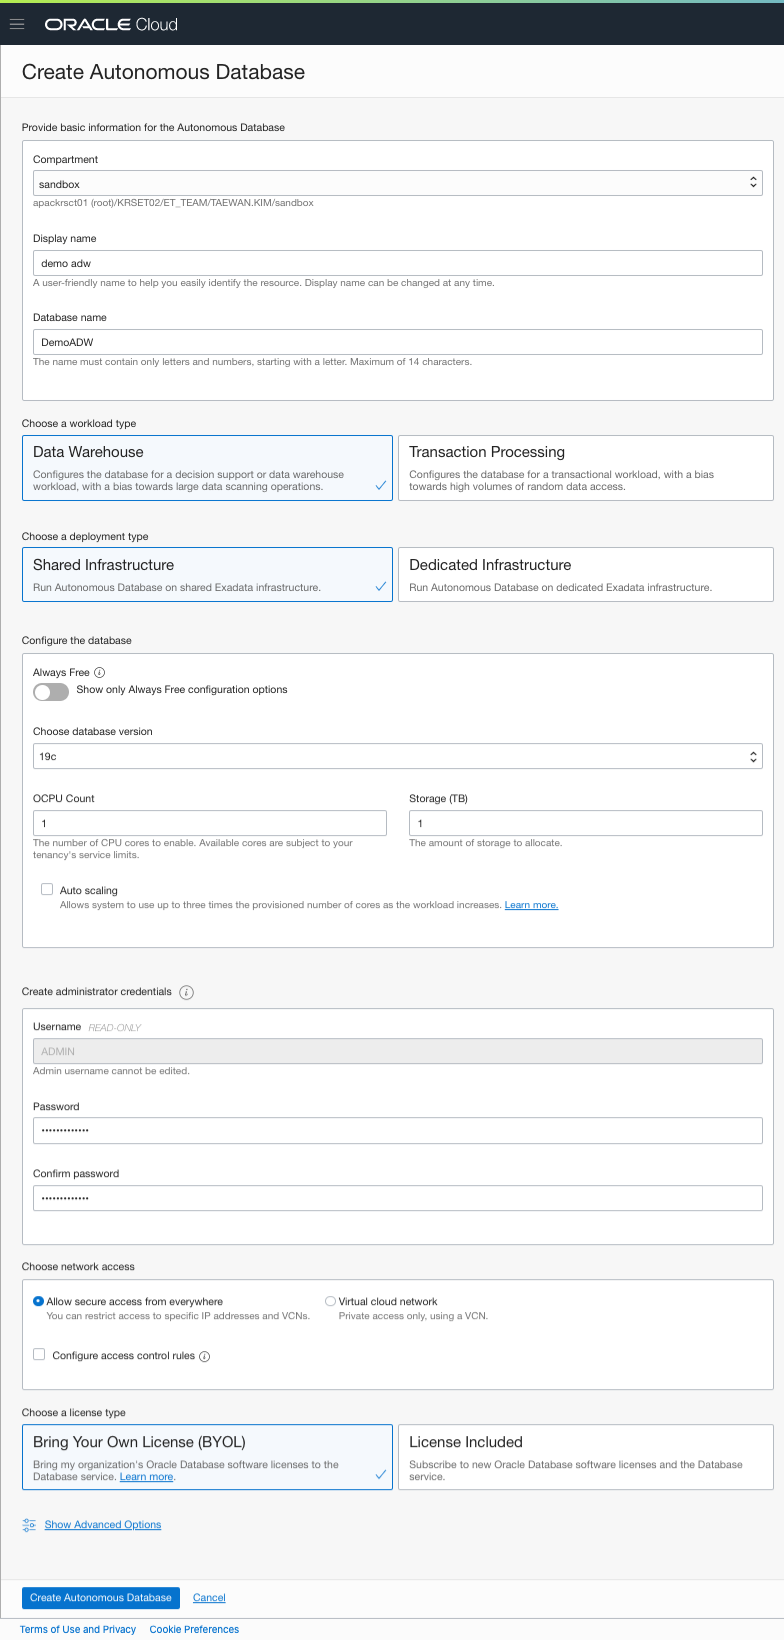 ORACLE Cloud
Create Autonomous Database
Provide basic information for the Autonomous Database
Compartment
sandbox
apackrsct01 (root)/KRSET02/ET_TEAM/TAEWAN.KIM/sandbox
Display name
demo adw
A user-friendly name to help you easily identify the resource. Display name can be changed at any time.
Database name
DemoADW
The name must contain only letters and numbers, starting with a letter. Maximum of 14 characters.
Choose a workload type
Data Warehouse
Configures the database for a decision support or data warehouse
workload, with a bias towards large data scanning operations.
Transaction Processing
Configures the database for a transactional workload, with a bias
towards high volumes of random data access.
Choose a deployment type
Shared Infrastructure
Run Autonomous Database on shared Exadata infrastructure.
Dedicated Infrastructure
Run Autonomous Database on dedicated Exadata infrastructure.
Configure the database
Always Free
Show only Always Free configuration options
Choose database version
19c
OCPU Count
1
The number of CPU cores to enable. Available cores are subject to your
tenancy's service limits.
Storage (TB)
1
The amount of storage to allocate.
Auto scaling
Allows system to use up to three times the provisioned number of cores as the workload increases. Learn more.
Create administrator credentials
Username READ-ONLY
ADMIN
Admin username cannot be edited.
Password
•••••••••••••
Confirm password
•••••••••••••
Choose network access
Allow secure access from everywhere
You can restrict access to specific IP addresses and VCNs.
Virtual cloud network
Private access only, using a VCN.
Configure access control rules
Choose a license type
Bring Your Own License (BYOL)
Bring my organization's Oracle Database software licenses to the
Database service. Learn more.
License Included
Subscribe to new Oracle Database software licenses and the Database
service.
Show Advanced Options
Create Autonomous Database Cancel
Terms of Use and Privacy Cookie Preferences